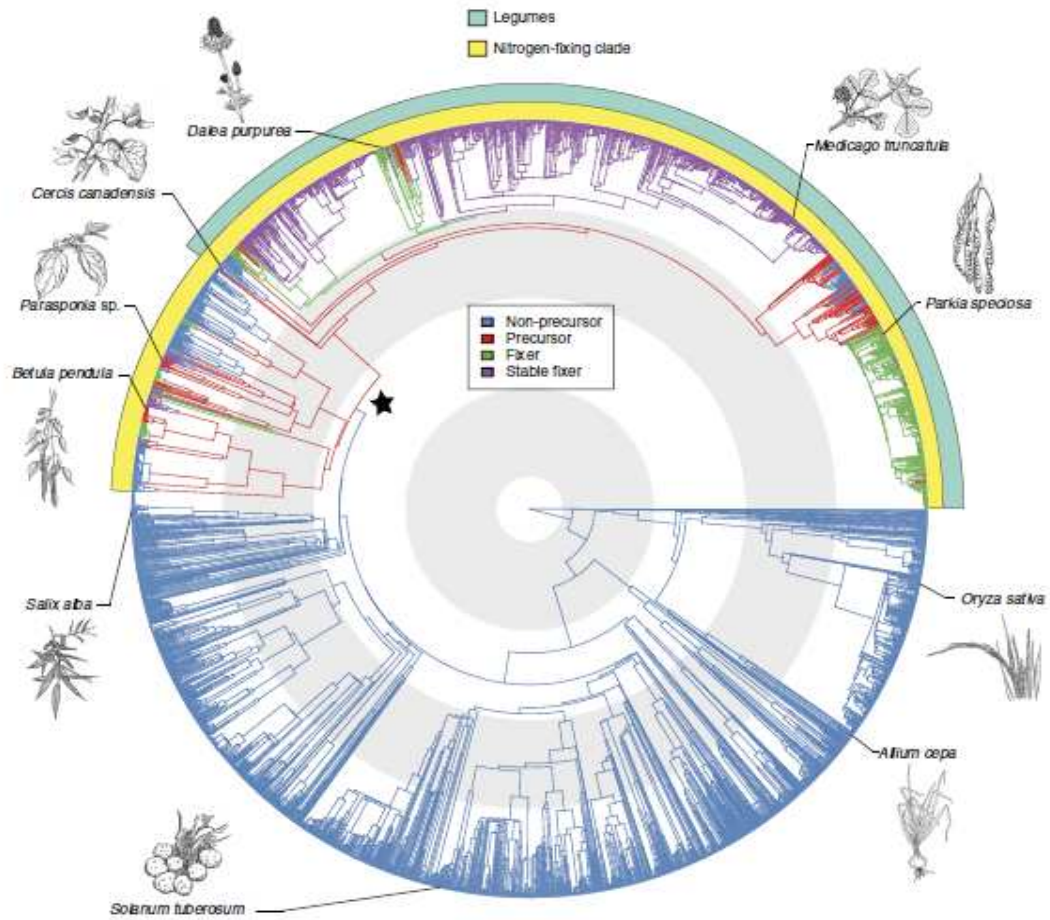 Legumes
Nitrogen-fixing clade
Dalea purpurea
Medicago truncatula
Cercis canadensis
Parasponia sp.
Parkia speciosa
Non-precursor
Precursor
Fixer
Stable fixer
Betula pendula
Salix alba
Oryza sativa
Allium cepa
Solanum tuberosum